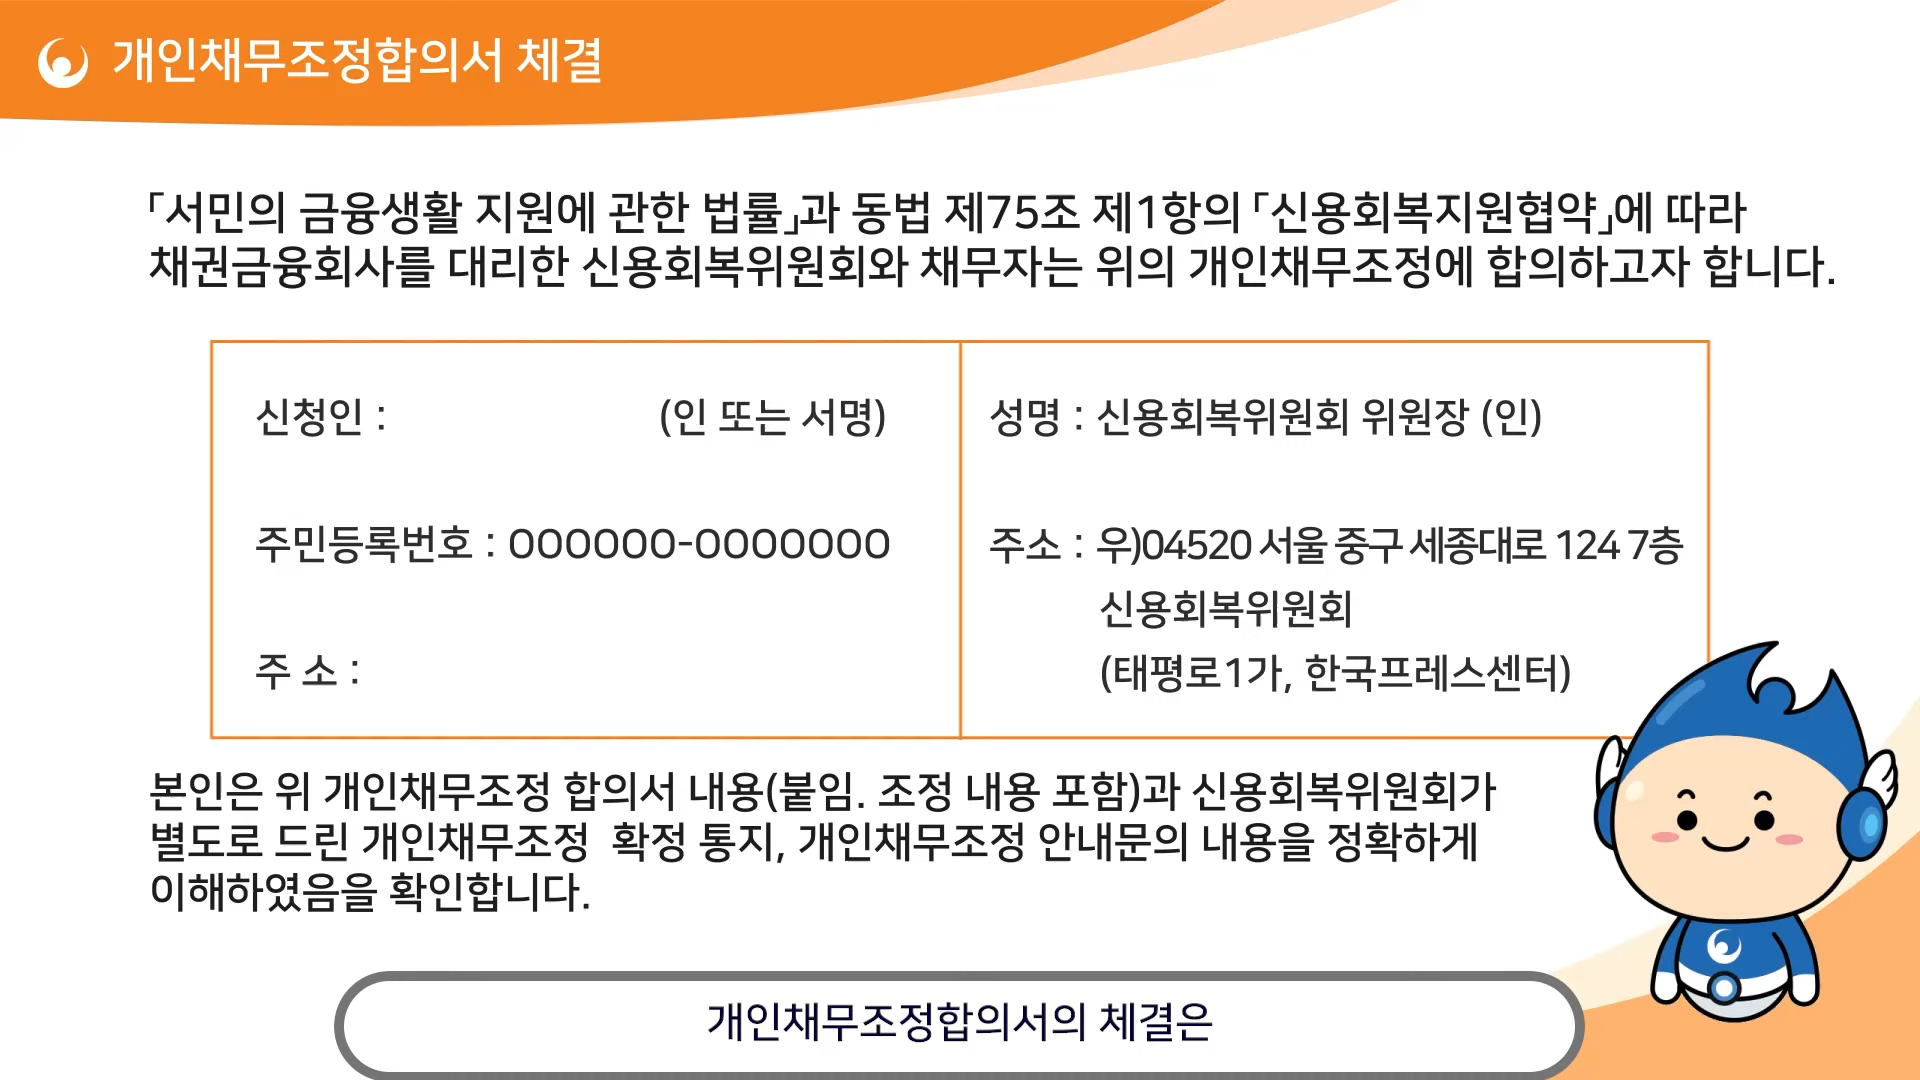 개인채무조정합의서 체결
「서민의 금융생활 지원에 관한 법률」과 동법 제75조 제1항의 「신용회복지원협약」에 따라
채권금융회사를 대리한 신용회복위원회와 채무자는 위의 개인채무조정에 합의하고자 합니다.
신청인 : (인 또는 서명)
주민등록번호 : OOOOOO-OOOOOOO
주 소 :
성명 : 신용회복위원회 위원장 (인)
주소 : 우)04520 서울 중구 세종대로 124 7층
신용회복위원회
(태평로1가, 한국프레스센터)
본인은 위 개인채무조정 합의서 내용(붙임. 조정 내용 포함)과 신용회복위원회가
별도로 드린 개인채무조정 확정 통지, 개인채무조정 안내문의 내용을 정확하게
이해하였음을 확인합니다.
개인채무조정합의서의 체결은